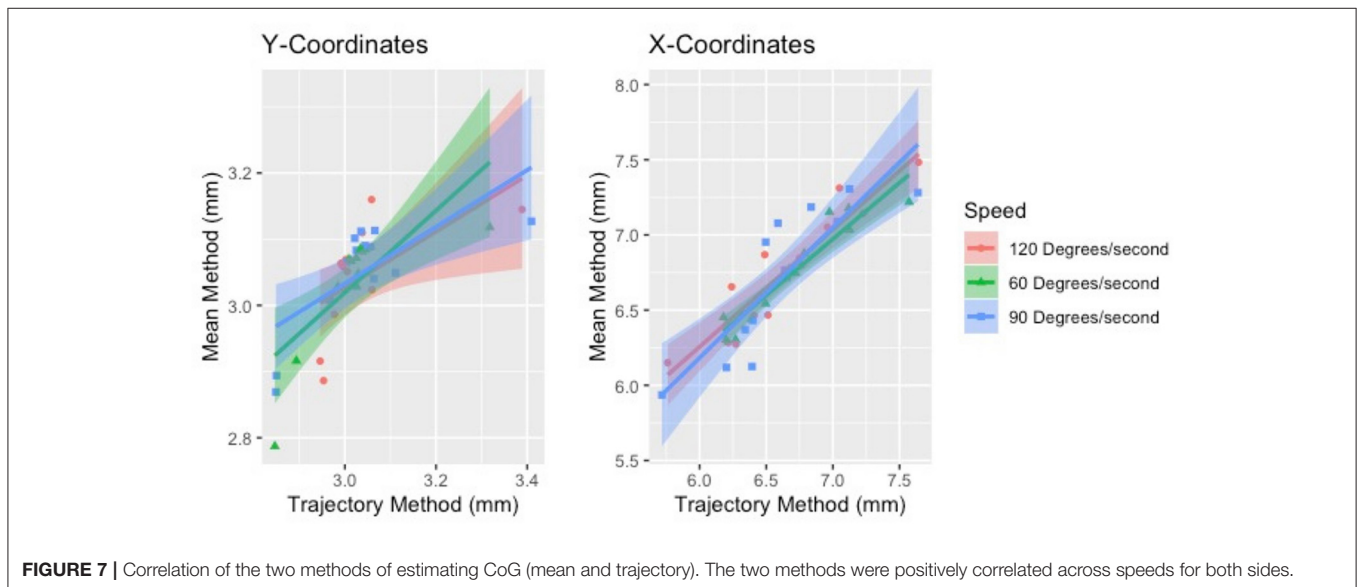 Y-Coordinates
X-Coordinates
Mean Method (mm)
3.2
3.0
2.8
3.0 3.2 3.4
Trajectory Method (mm)
Mean Method (mm)
8.0
7.5
7.0
6.5
6.0
5.5
6.0 6.5 7.0 7.5
Trajectory Method (mm)
Speed
120 Degrees/second
60 Degrees/second
90 Degrees/second
FIGURE 7 | Correlation of the two methods of estimating CoG (mean and trajectory). The two methods were positively correlated across speeds for both sides.